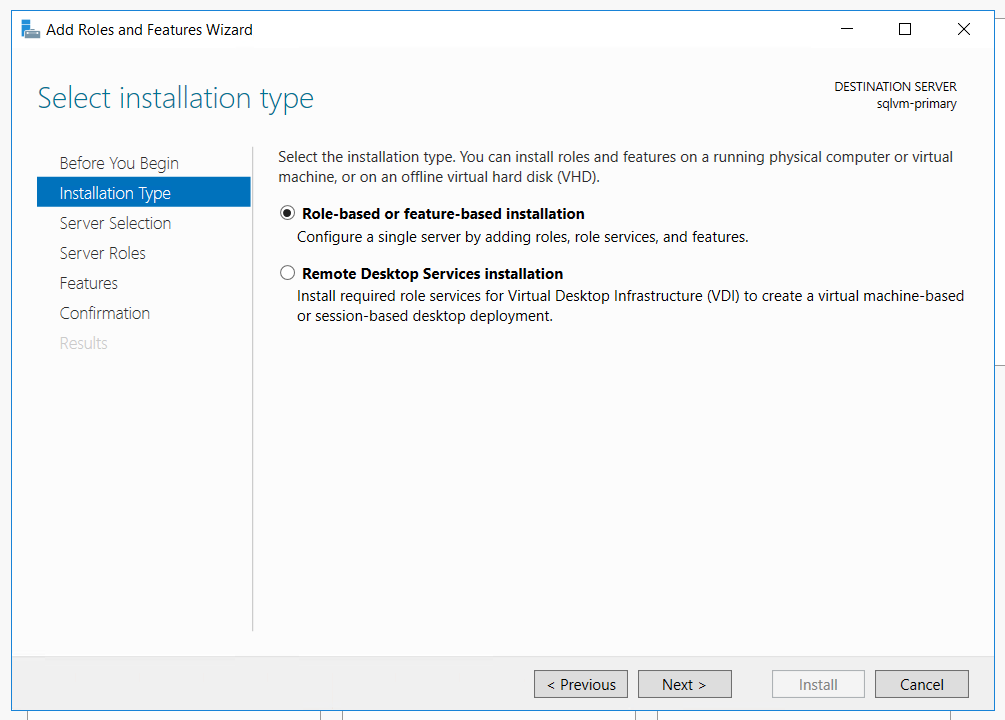 Add Roles and Features Wizard
Select installation type
DESTINATION SERVER
sqlvm-primary
Before You Begin
Installation Type
Server Selection
Server Roles
Features
Confirmation
Results
Select the installation type. You can install roles and features on a running physical computer or virtual
machine, or on an offline virtual hard disk (VHD).
Role-based or feature-based installation
Configure a single server by adding roles, role services, and features.
Remote Desktop Services installation
Install required role services for Virtual Desktop Infrastructure (VDI) to create a virtual machine-based
or session-based desktop deployment.
< Previous
Next >
Install
Cancel